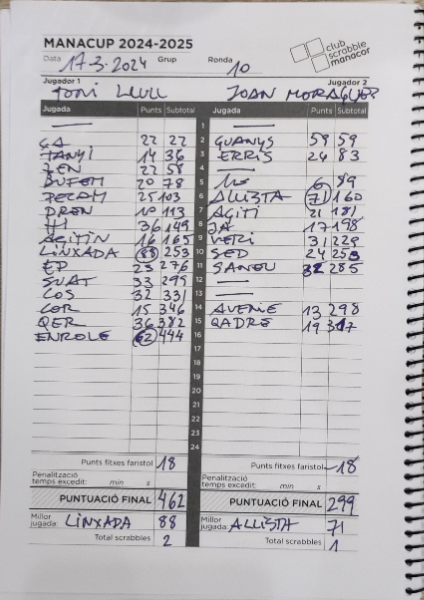 MANACUP 2024-2025
club scrabble manacor
Data 17-3-2024 Grup Ronda 10
Jugador 1 Jugador 2
TONI LLULL JOAN MORAGUES
Jugada Punts Subtotal Jugada Punts Subtotal
— 1 —
ÇA 22 22 2 GUANYS 59 59
TANYI 14 36 3 ERRIS 24 83
ZEN 22 58 4 —
BUFEM 20 78 5 6 89
PECAM 25 103 6 ALLISTA 71 160
DREN 10 113 7 AGITI 21 181
HI 36 149 8 JA 17 198
AGITIN 16 165 9 VERI 31 229
LINXADA 88 253 10 SED 24 253
EP 23 276 11 SANEU 32 285
SUAT 33 299 12 —
COS 32 331 13 —
COR 15 346 14 AVENIE 13 298
QER 36 382 15 QADRE 19 317
ENROLE 62 444 16
17
18
19
20
21
22
23
24
Punts fitxes faristol 18 Punts fitxes faristol -18
Penalització temps excedit: min x Penalització temps excedit: min x
PUNTUACIÓ FINAL 462 PUNTUACIÓ FINAL 299
Millor jugada: LINXADA 88 Millor jugada: ALLISTA 71
Total scrabbles 2 Total scrabbles 1